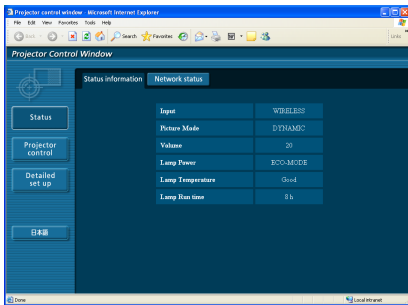 Projector control window - Microsoft Internet Explorer
File Edit View Favorites Tools Help
Search Favorites
Links
Projector Control Window
Status information Network status
Status
Projector control
Detailed set up
日本語
Input WIRELESS
Picture Mode DYNAMIC
Volume 20
Lamp Power ECO-MODE
Lamp Temperature Good
Lamp Run time 8 h
Done Local intranet